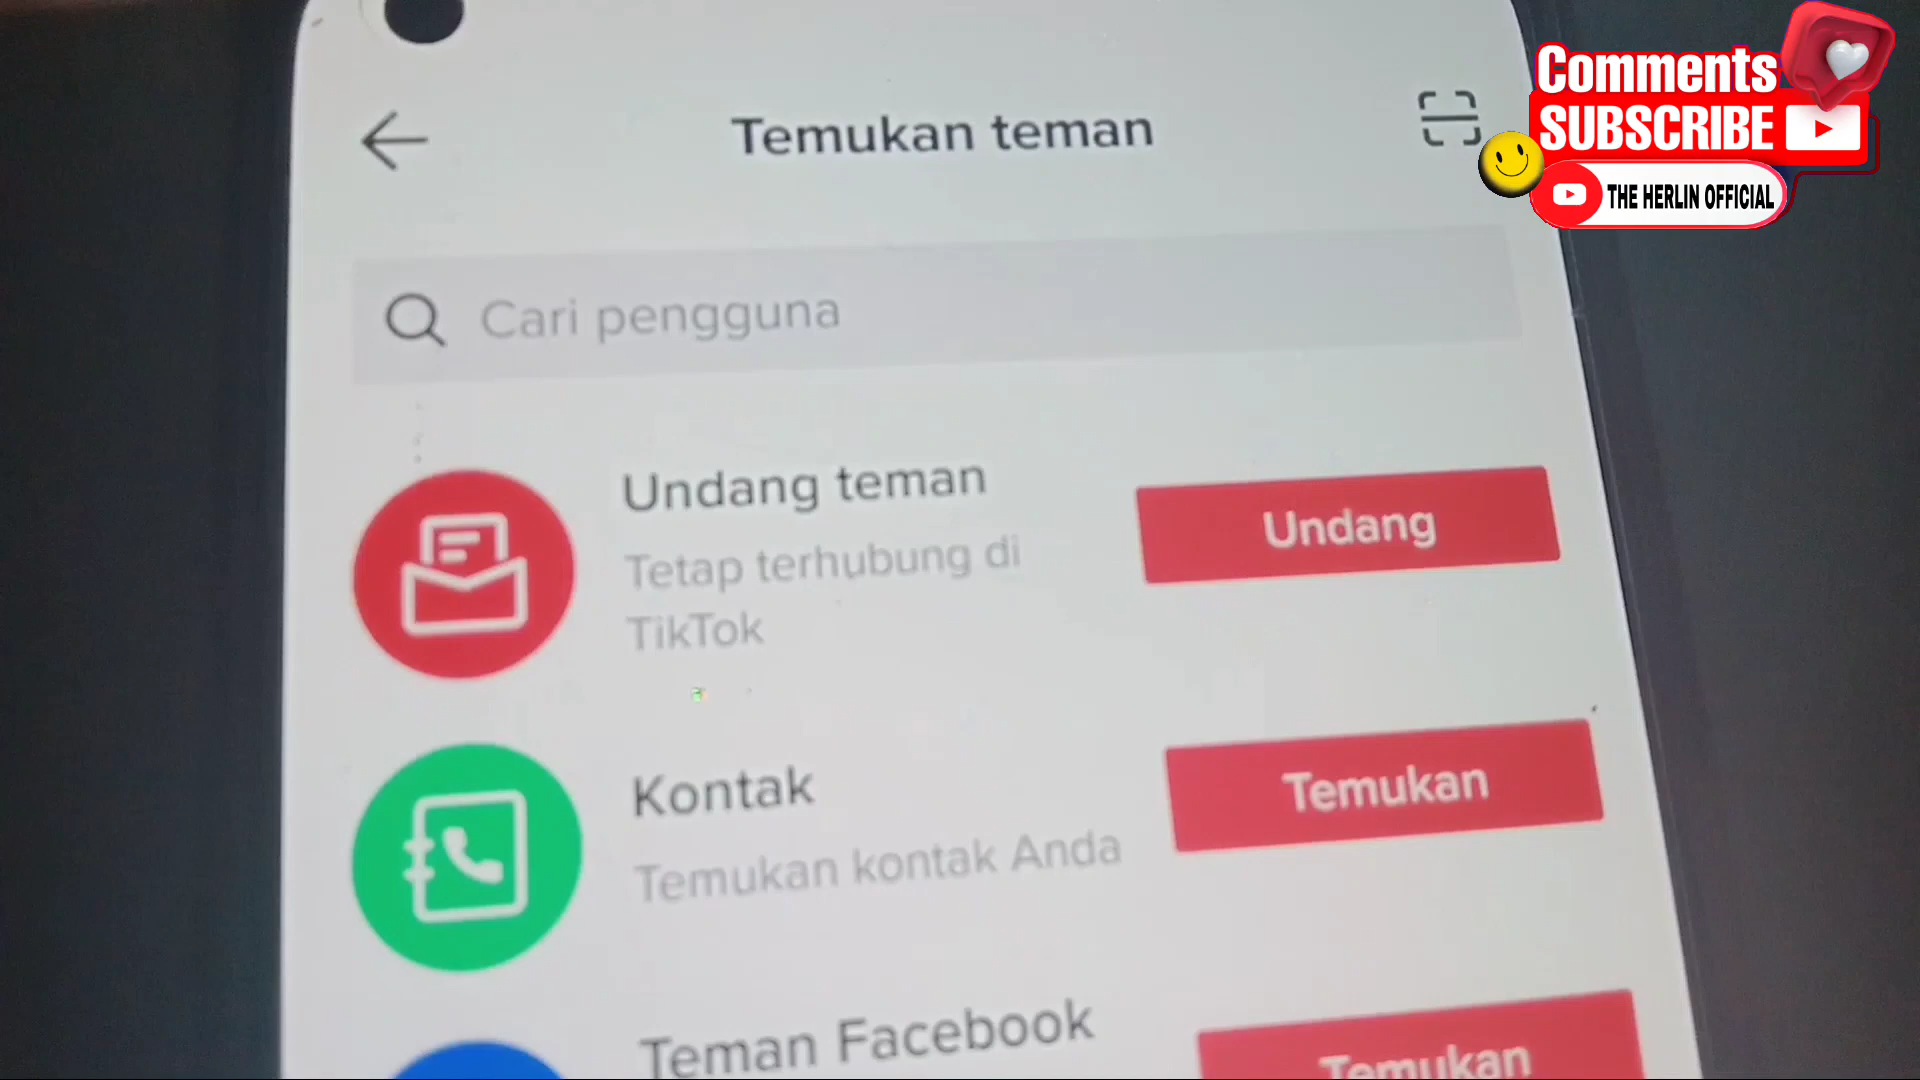 Temukan teman
Comments
SUBSCRIBE
THE HERLIN OFFICIAL
Cari pengguna
Undang teman
Tetap terhubung di
TikTok
Undang
Kontak
Temukan kontak Anda
Temukan
Teman Facebook
Temukan